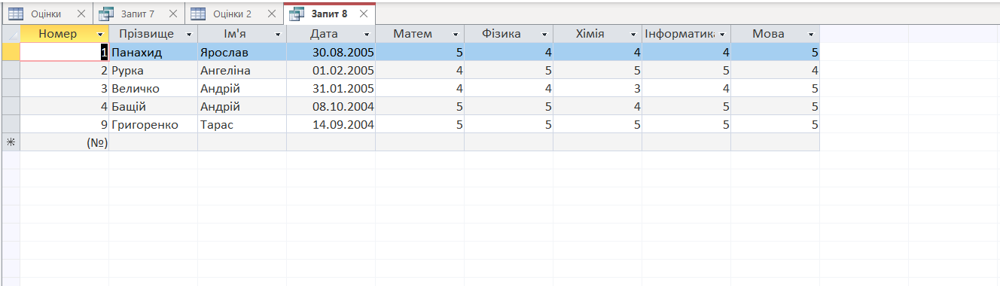 Оцінки Запит 7 Оцінки 2 Запит 8
Номер Прізвище Ім'я Дата Матем Фізика Хімія Інформатика Мова
1 Панахид Ярослав 30.08.2005 5 4 4 4 5
2 Рурка Ангеліна 01.02.2005 4 5 5 5 4
3 Величко Андрій 31.01.2005 4 4 3 4 5
4 Бащій Андрій 08.10.2004 5 5 4 5 5
9 Григоренко Тарас 14.09.2004 5 5 5 5 5
(№)